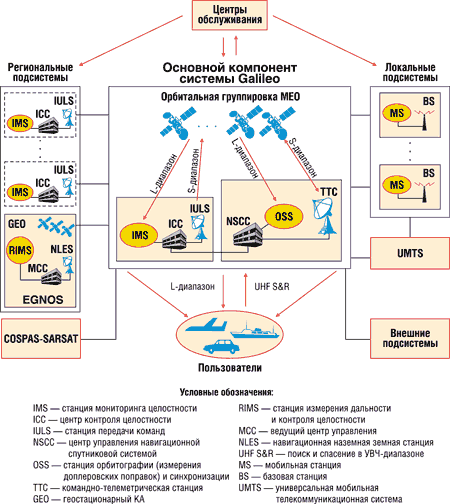 Центры
обслуживания
Региональные
подсистемы
Основной компонент
системы Galileo
Локальные
подсистемы
Орбитальная группировка МЕО
IULS
ICC
IMS
IULS
ICC
IMS
GEO
RIMS
NLES
MCC
EGNOS
L-диапазон
S-диапазон
L-диапазон
S-диапазон
IULS
ICC
IMS
TTC
OSS
NSCC
BS
MS
BS
MS
UMTS
L-диапазон
UHF S&R
COSPAS-SARSAT
Пользователи
Внешние
подсистемы
Условные обозначения:
IMS — станция мониторинга целостности
ICC — центр контроля целостности
IULS — станция передачи команд
NSCC — центр управления навигационной
спутниковой системой
OSS — станция орбитографии (измерения
допплеровских поправок) и синхронизации
TTC — командно-телеметрическая станция
GEO — геостационарный КА
RIMS — станция измерения дальности
и контроля целостности
MCC — ведущий центр управления
NLES — навигационная наземная земная станция
UHF S&R — поиск и спасение в УВЧ-диапазоне
MS — мобильная станция
BS — базовая станция
UMTS — универсальная мобильная
телекоммуникационная система